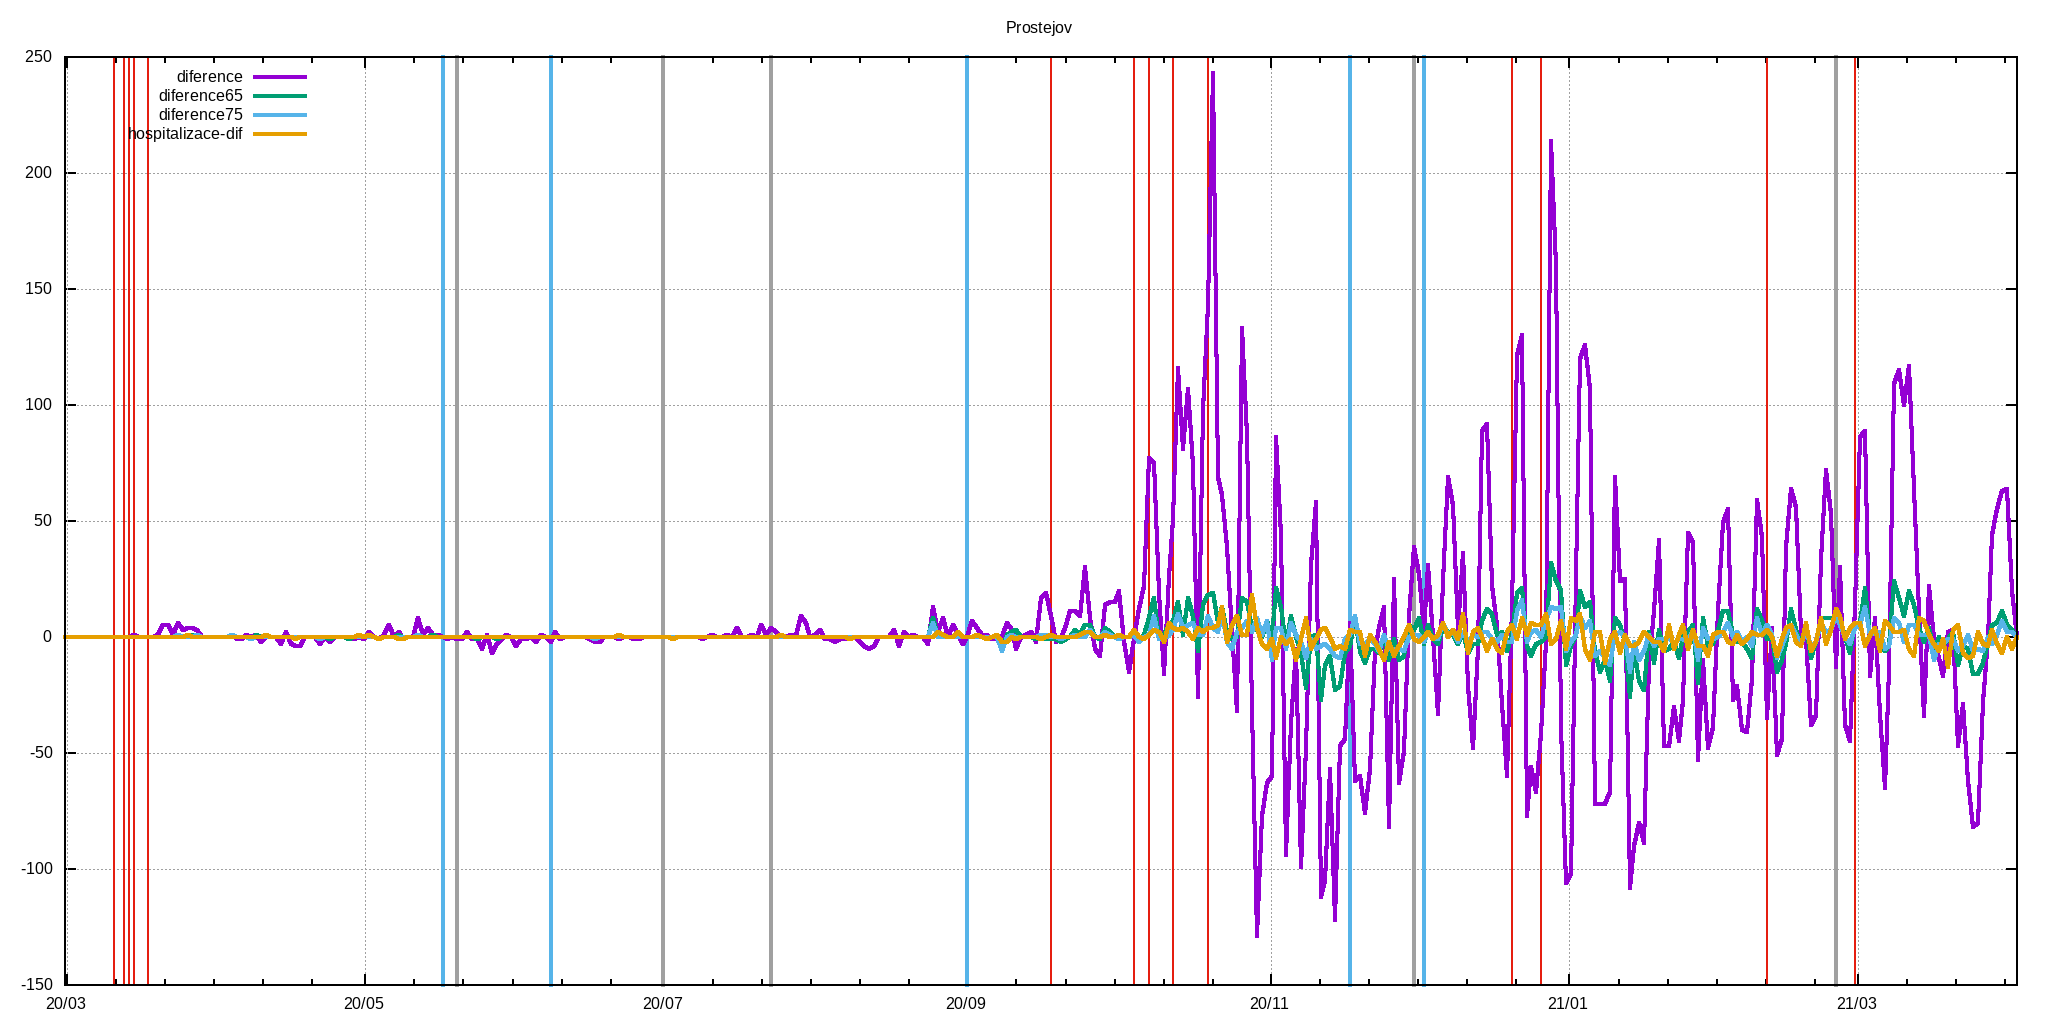 Prostejov
diference
diference65
diference75
hospitalizace-dif
250
200
150
100
50
0
-50
-100
-150
20/03 20/05 20/07 20/09 20/11 21/01 21/03